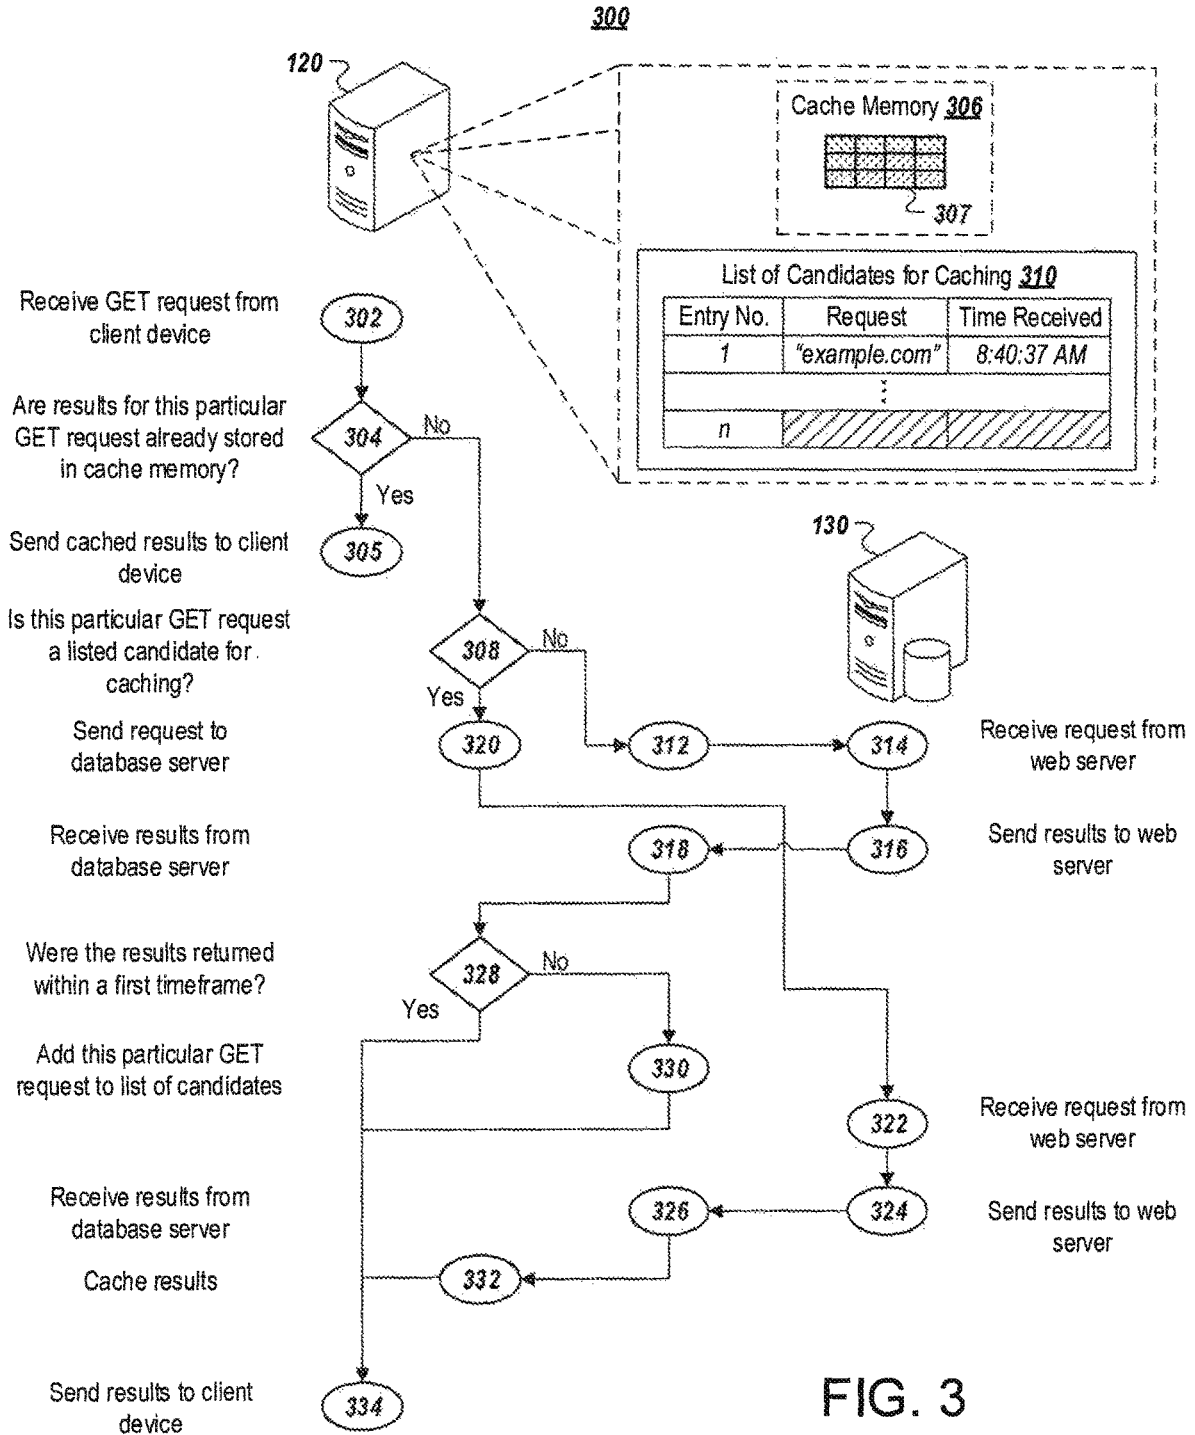 300
120
Cache Memory 306
307
List of Candidates for Caching 310
Entry No. Request Time Received
1 "example.com" 8:40:37 AM
n
Receive GET request from
client device
302
Are results for this particular
GET request already stored
in cache memory?
304
No
Yes
Send cached results to client
device
305
130
Is this particular GET request
a listed candidate for
caching?
308
No
Yes
Send request to
database server
320
312
314
Receive request from
web server
Receive results from
database server
318
316
Send results to web
server
Were the results returned
within a first timeframe?
328
No
Yes
Add this particular GET
request to list of candidates
330
322
Receive request from
web server
Receive results from
database server
326
324
Send results to web
server
Cache results
332
Send results to client
device
334
FIG. 3